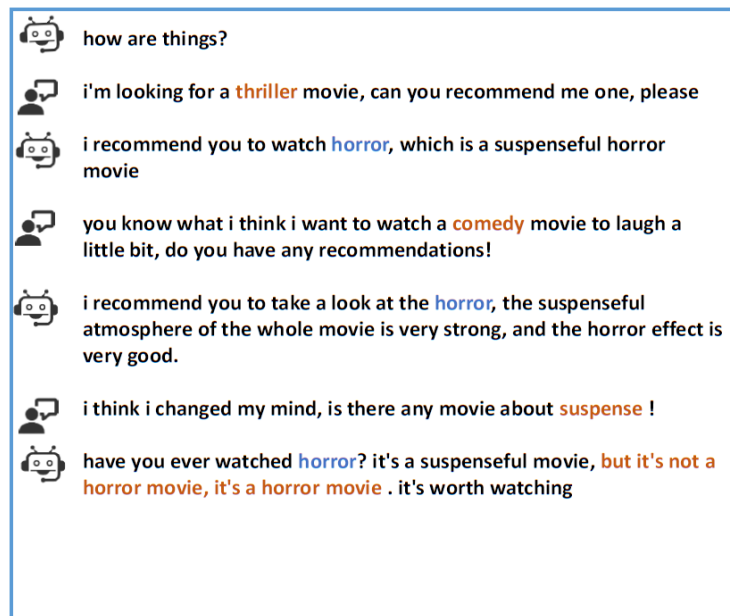 how are things?
i'm looking for a thriller movie, can you recommend me one, please
i recommend you to watch horror, which is a suspenseful horror
movie
you know what i think i want to watch a comedy movie to laugh a
little bit, do you have any recommendations!
i recommend you to take a look at the horror, the suspenseful
atmosphere of the whole movie is very strong, and the horror effect is
very good.
i think i changed my mind, is there any movie about suspense !
have you ever watched horror? it's a suspenseful movie, but it's not a
horror movie, it's a horror movie . it's worth watching